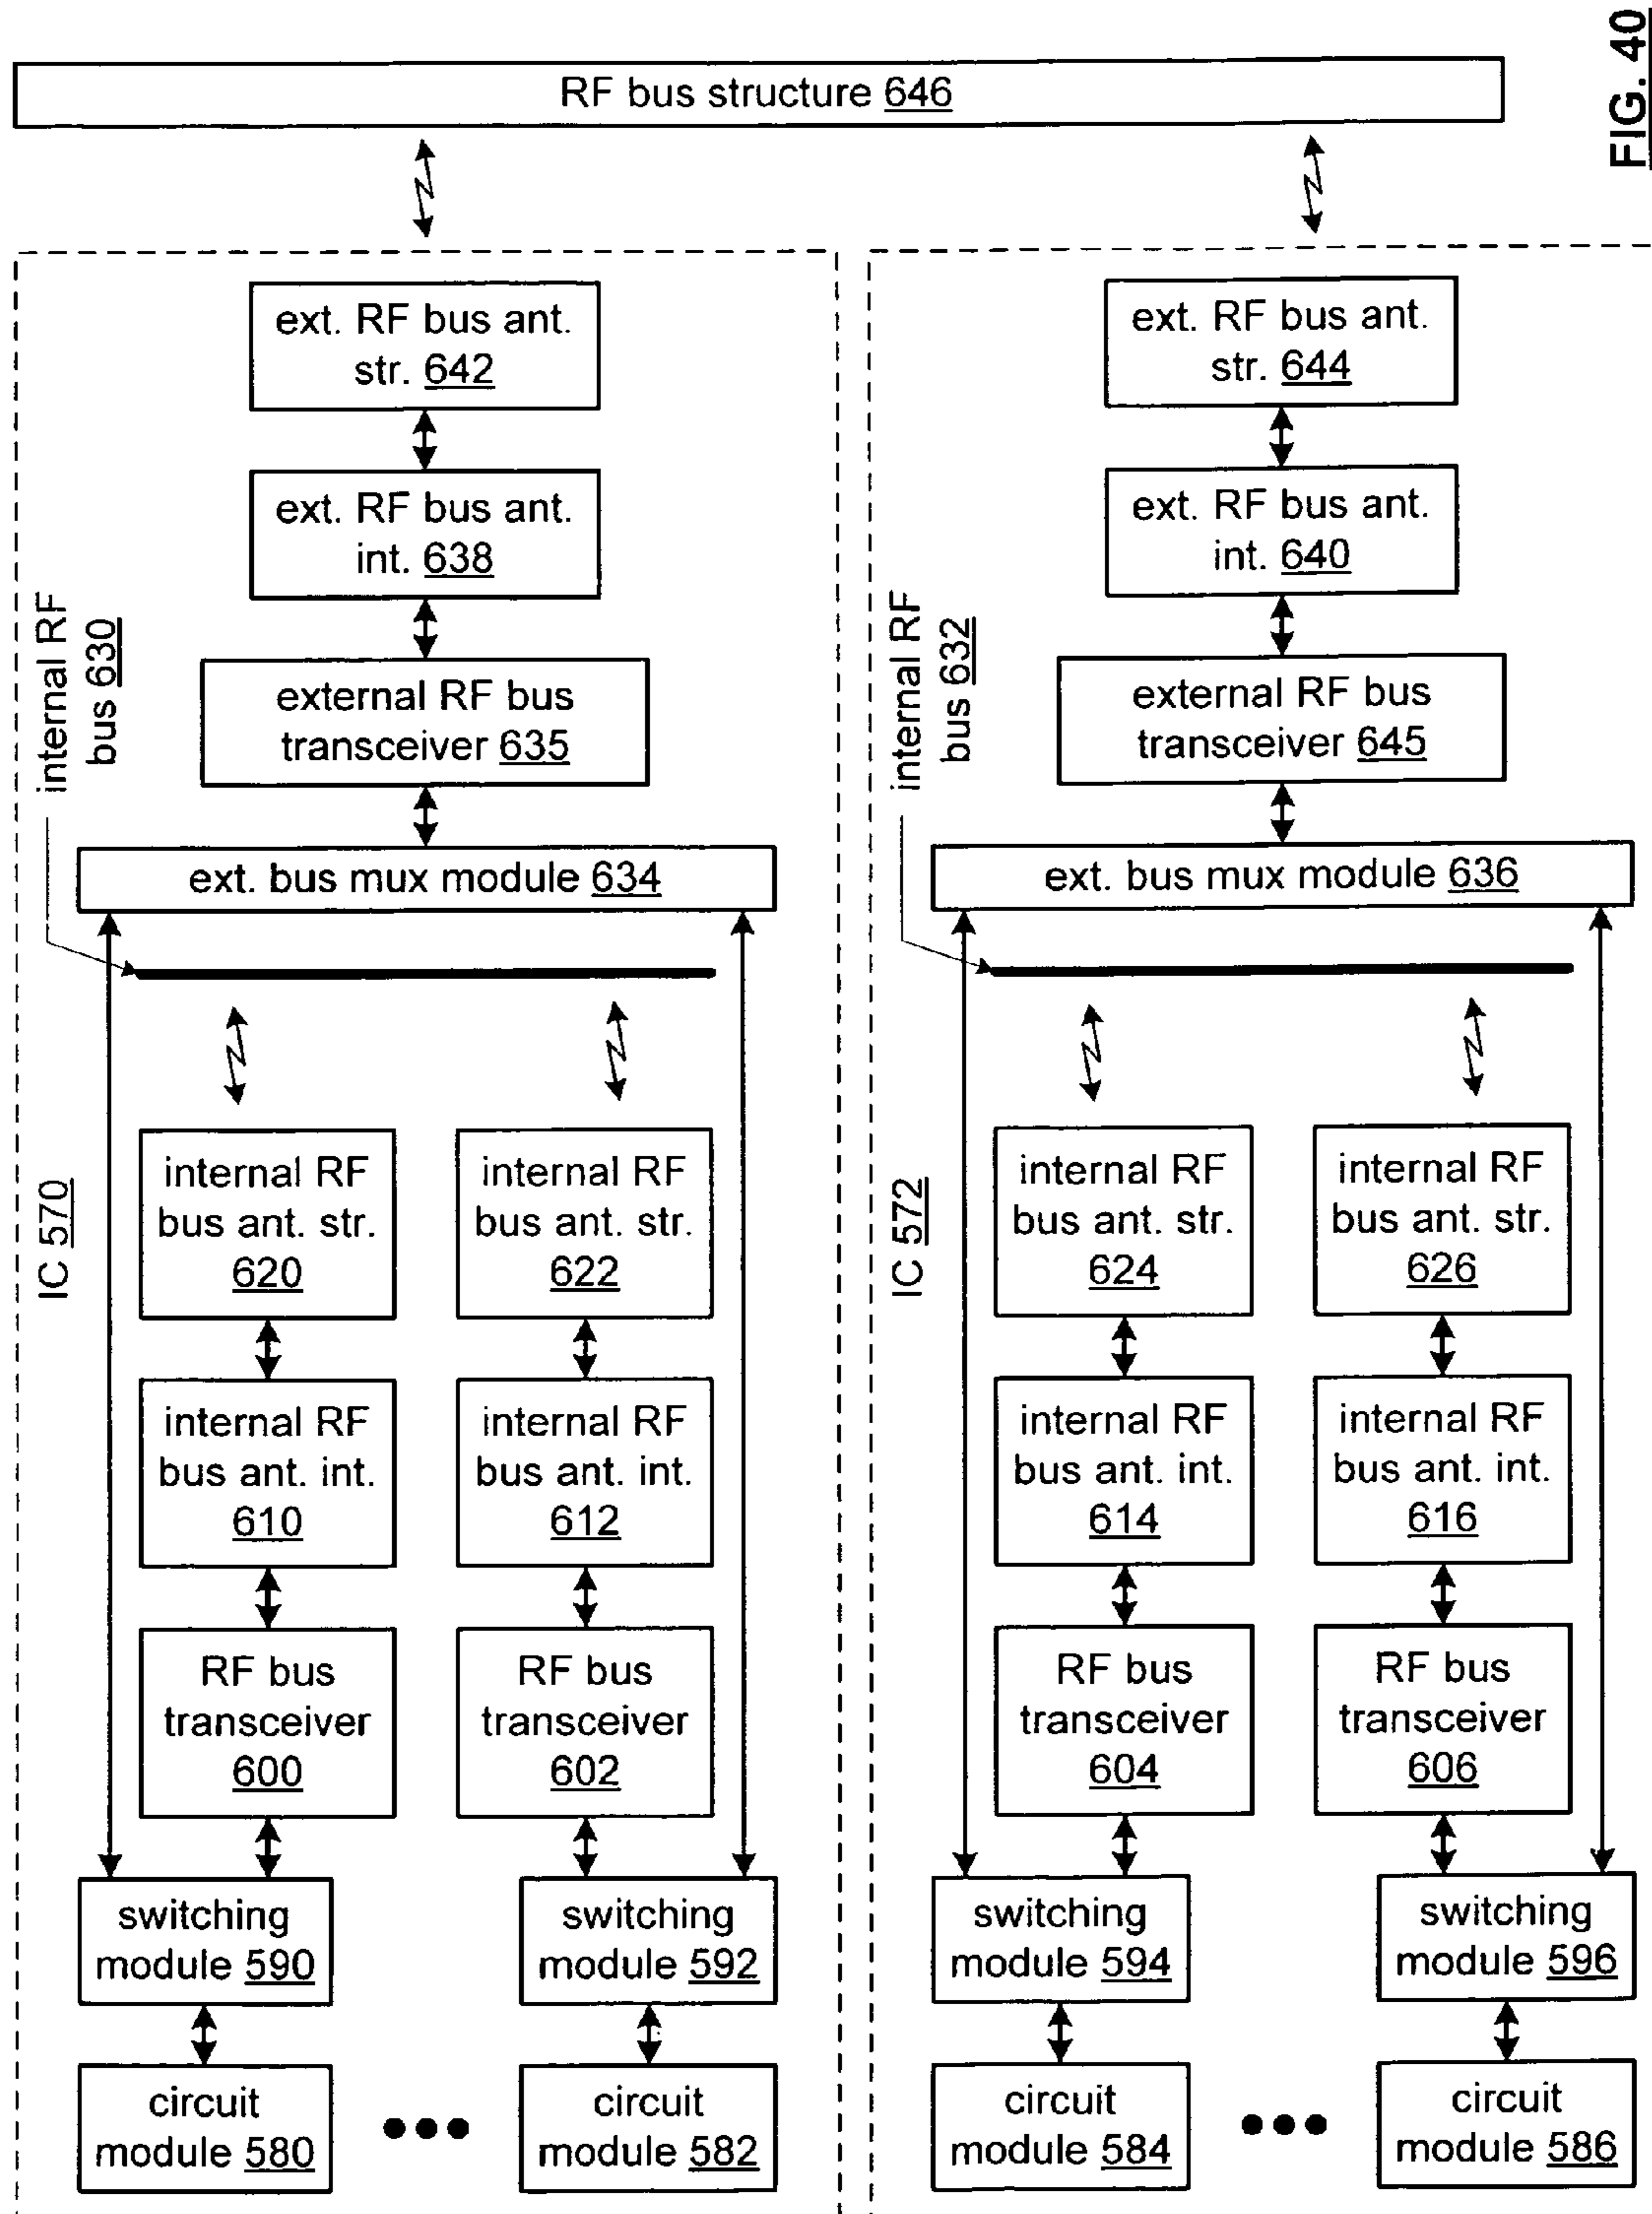 FIG. 40
RF bus structure 646
ext. RF bus ant.
str. 642
ext. RF bus ant.
int. 638
internal RF
bus 630
external RF bus
transceiver 635
ext. bus mux module 634
IC 570
internal RF
bus ant. str.
620
internal RF
bus ant. str.
622
internal RF
bus ant. int.
610
internal RF
bus ant. int.
612
RF bus
transceiver
600
RF bus
transceiver
602
switching
module 590
switching
module 592
circuit
module 580
circuit
module 582
ext. RF bus ant.
str. 644
ext. RF bus ant.
int. 640
internal RF
bus 632
external RF bus
transceiver 645
ext. bus mux module 636
IC 572
internal RF
bus ant. str.
624
internal RF
bus ant. str.
626
internal RF
bus ant. int.
614
internal RF
bus ant. int.
616
RF bus
transceiver
604
RF bus
transceiver
606
switching
module 594
switching
module 596
circuit
module 584
circuit
module 586